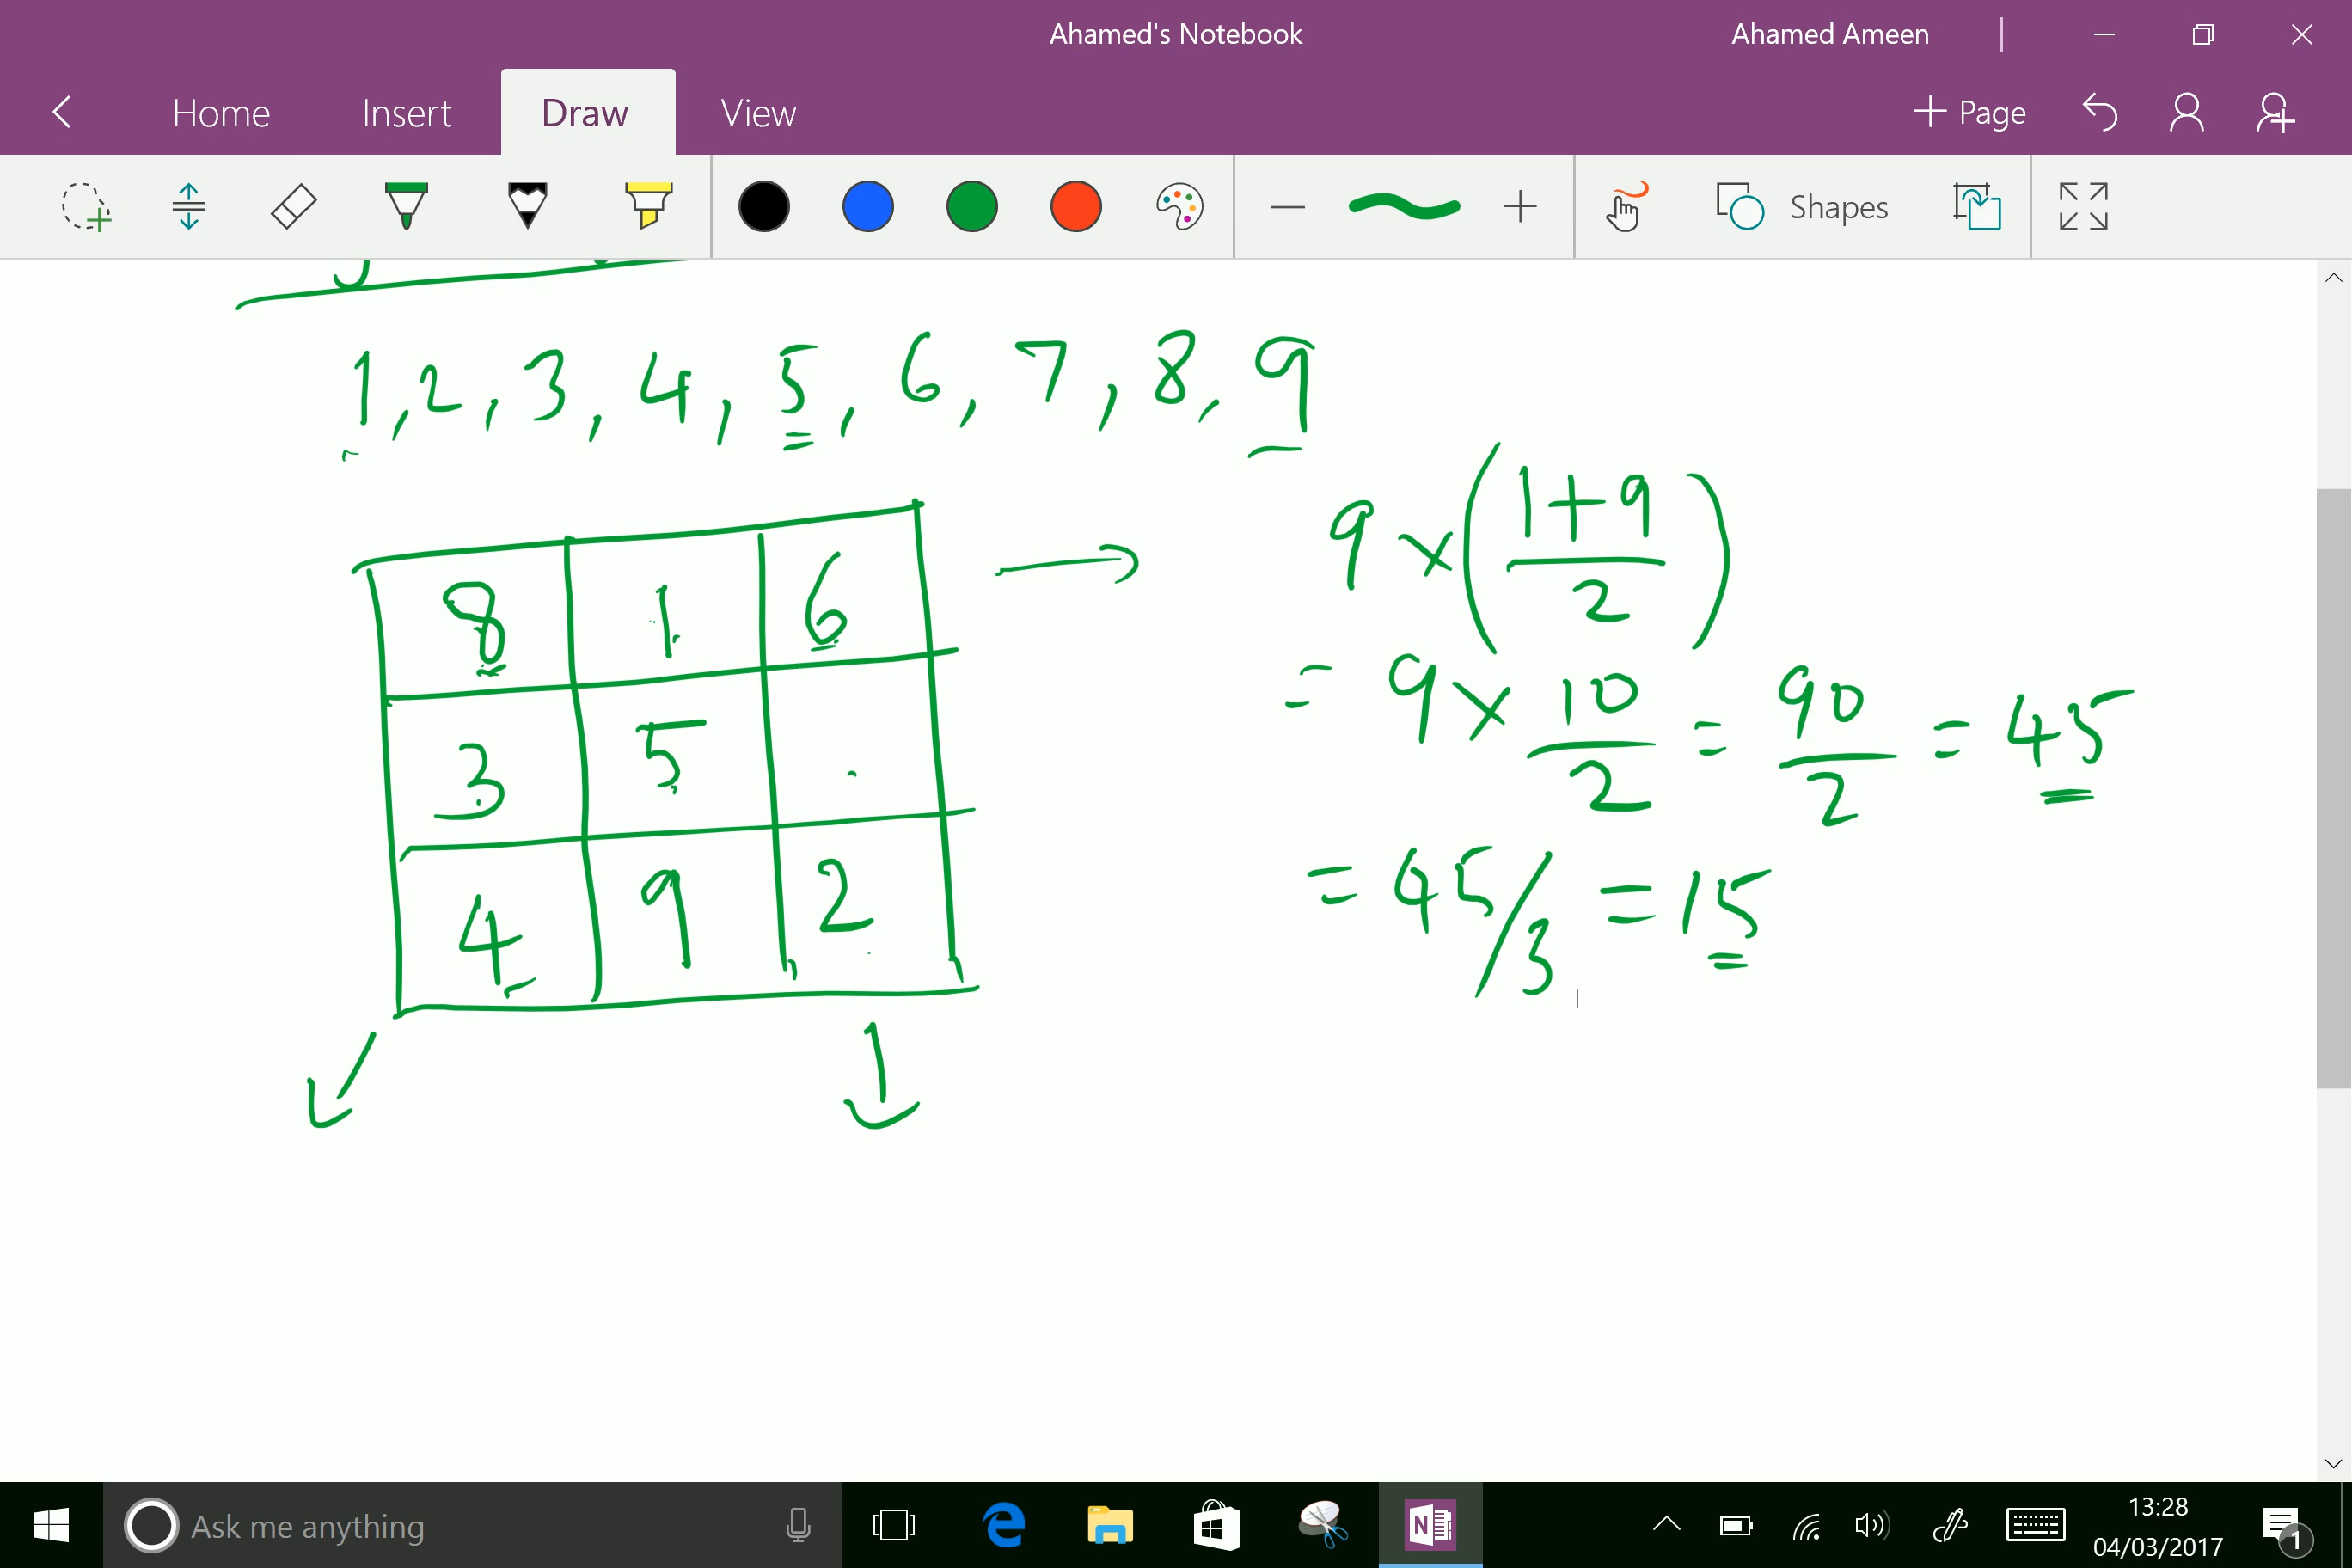 Ahamed's Notebook
Ahamed Ameen
Home Insert Draw View
+ Page
Shapes
1, 2, 3, 4, 5, 6, 7, 8, 9
8 1 6
3 5 .
4 9 2
9 × (1+9/2)
= 9 × 10/2 = 90/2 = 45
= 45/3 = 15
Ask me anything
N
13:28
04/03/2017
1